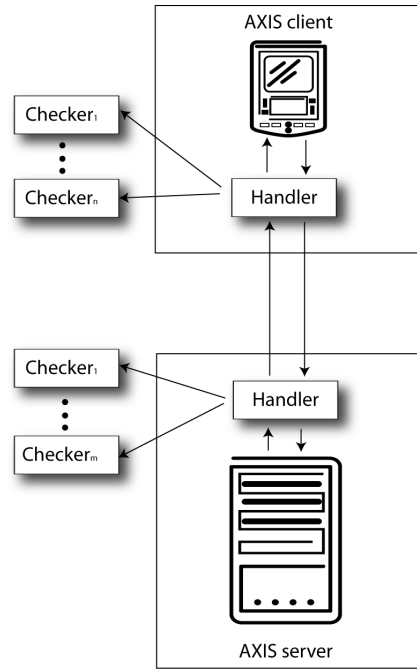 AXIS client
Checker₁
Checkerₙ
Handler
Checker₁
Handler
Checkerₘ
AXIS server